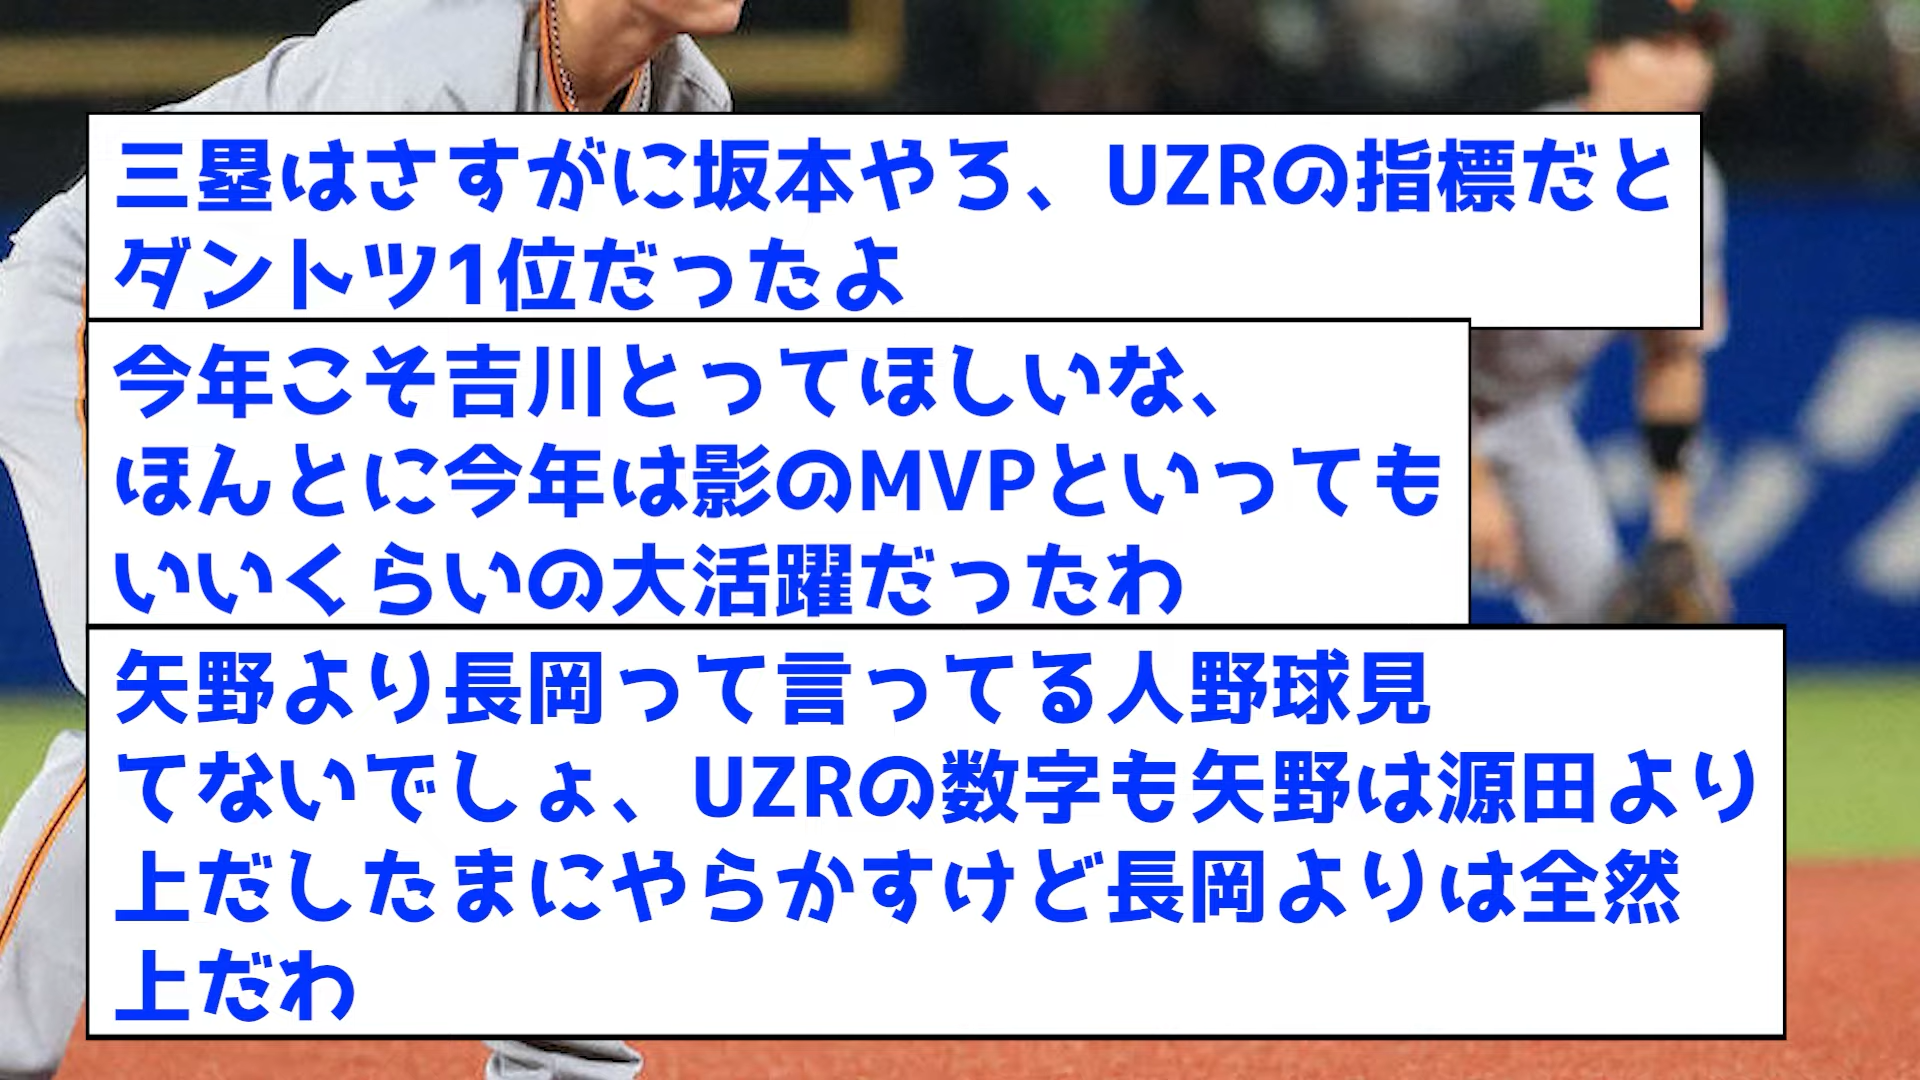 三塁はさすがに坂本やろ、UZRの指標だと
ダントツ1位だったよ
今年こそ吉川とってほしいな、
ほんとに今年は影のMVPといっても
いいくらいの大活躍だったわ
矢野より長岡って言ってる人野球見
てないでしょ、UZRの数字も矢野は源田より
上だしたまにやらかすけど長岡よりは全然
上だわ